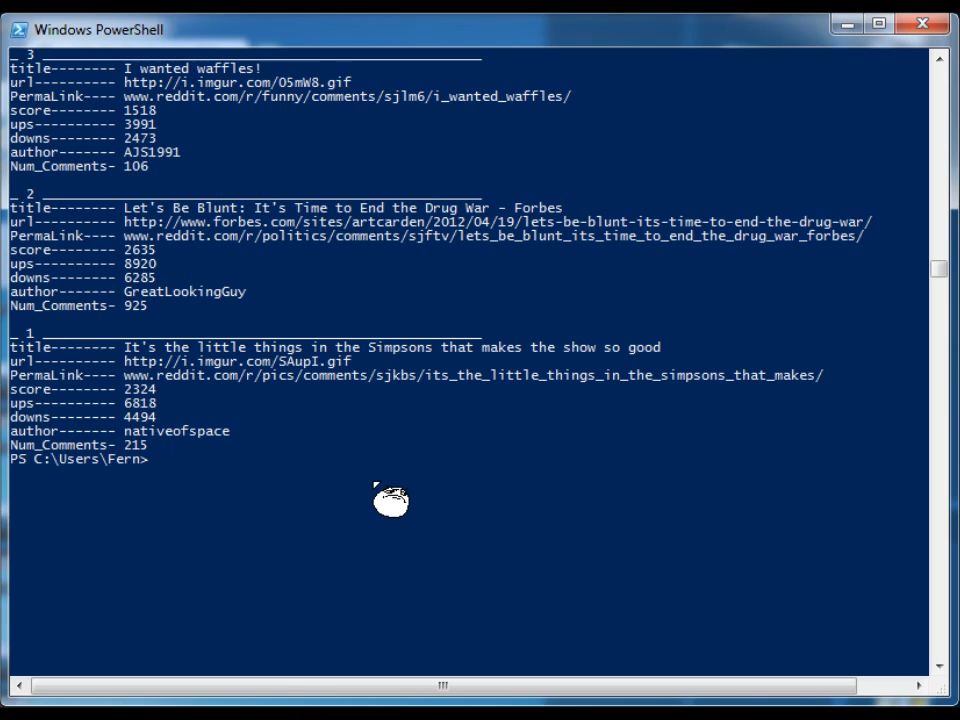 Windows PowerShell
_ 3 ______________________________________________________
title-------- I wanted waffles!
url---------- http://i.imgur.com/O5mW8.gif
PermaLink---- www.reddit.com/r/funny/comments/sjlm6/i_wanted_waffles/
score-------- 1518
ups---------- 3991
downs-------- 2473
author------- AJS1991
Num_Comments- 106
_ 2 ______________________________________________________
title-------- Let's Be Blunt: It's Time to End the Drug War - Forbes
url---------- http://www.forbes.com/sites/artcarden/2012/04/19/lets-be-blunt-its-time-to-end-the-drug-war/
PermaLink---- www.reddit.com/r/politics/comments/sjftv/lets_be_blunt_its_time_to_end_the_drug_war_forbes/
score-------- 2635
ups---------- 8920
downs-------- 6285
author------- GreatLookingGuy
Num_Comments- 925
_ 1 ______________________________________________________
title-------- It's the little things in the Simpsons that makes the show so good
url---------- http://i.imgur.com/SAupI.gif
PermaLink---- www.reddit.com/r/pics/comments/sjkbs/its_the_little_things_in_the_simpsons_that_makes/
score-------- 2324
ups---------- 6818
downs-------- 4494
author------- nativeofspace
Num_Comments- 215
PS C:\Users\Fern>